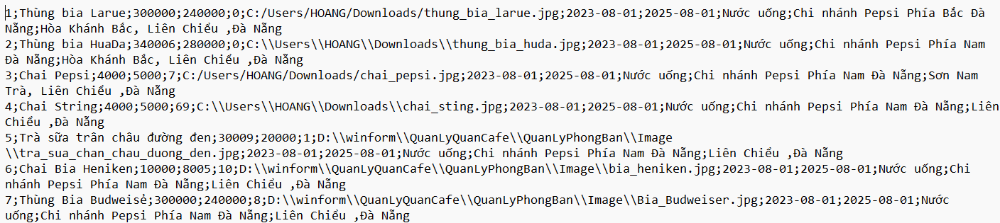 1;Thùng bia Larue;300000;240000;0;C:/Users/HOANG/Downloads/thung_bia_larue.jpg;2023-08-01;2025-08-01;Nước uống;Chi nhánh Pepsi Phía Bắc Đà
Nẵng;Hòa Khánh Bắc, Liên Chiểu ,Đà Nẵng
2;Thùng bia HuaDa;340006;280000;0;C:\\Users\\HOANG\\Downloads\\thung_bia_huda.jpg;2023-08-01;2025-08-01;Nước uống;Chi nhánh Pepsi Phía Nam
Đà Nẵng;Hòa Khánh Bắc, Liên Chiểu ,Đà Nẵng
3;Chai Pepsi;4000;5000;7;C:/Users/HOANG/Downloads/chai_pepsi.jpg;2023-08-01;2025-08-01;Nước uống;Chi nhánh Pepsi Phía Nam Đà Nẵng;Sơn Nam
Trà, Liên Chiểu ,Đà Nẵng
4;Chai String;4000;5000;69;C:\\Users\\HOANG\\Downloads\\chai_sting.jpg;2023-08-01;2025-08-01;Nước uống;Chi nhánh Pepsi Phía Nam Đà Nẵng;Liên
Chiểu ,Đà Nẵng
5;Trà sữa trân châu đường đen;30009;20000;1;D:\\winform\\QuanLyQuanCafe\\QuanLyPhongBan\\Image
\\tra_sua_chan_chau_duong_den.jpg;2023-08-01;2025-08-01;Nước uống;Chi nhánh Pepsi Phía Nam Đà Nẵng;Liên Chiểu ,Đà Nẵng
6;Chai Bia Heniken;10000;8005;10;D:\\winform\\QuanLyQuanCafe\\QuanLyPhongBan\\Image\\bia_heniken.jpg;2023-08-01;2025-08-01;Nước uống;Chi
nhánh Pepsi Phía Nam Đà Nẵng;Liên Chiểu ,Đà Nẵng
7;Thùng Bia Budweisẻ;300000;240000;8;D:\\winform\\QuanLyQuanCafe\\QuanLyPhongBan\\Image\\Bia_Budweiser.jpg;2023-08-01;2025-08-01;Nước
uống;Chi nhánh Pepsi Phía Nam Đà Nẵng;Liên Chiểu ,Đà Nẵng